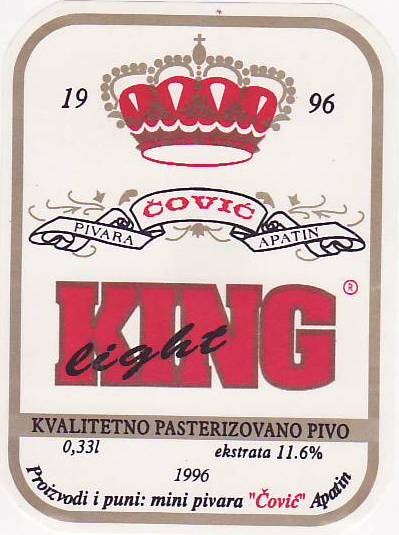 19 96
ČOVIĆ
PIVARA APATIN
KING ®
light
KVALITETNO PASTERIZOVANO PIVO
0,33l ekstrata 11.6%
1996
Proizvodi i puni: mini pivara "Čović" Apatin